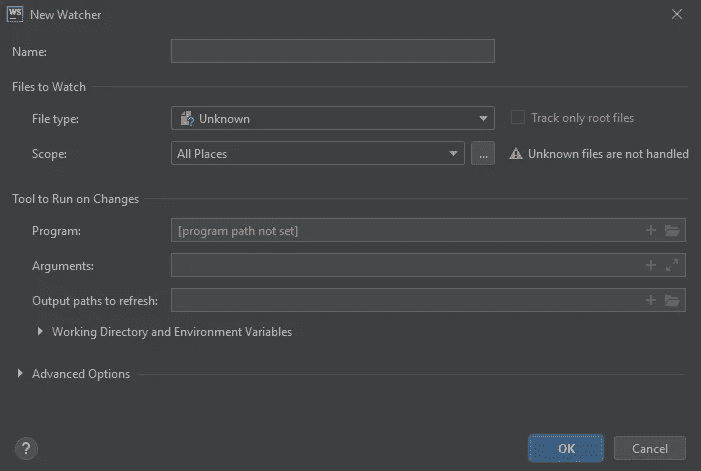 WS New Watcher
Name:
Files to Watch
File type: Unknown Track only root files
Scope: All Places ... Unknown files are not handled
Tool to Run on Changes
Program: [program path not set]
Arguments:
Output paths to refresh:
Working Directory and Environment Variables
Advanced Options
? OK Cancel